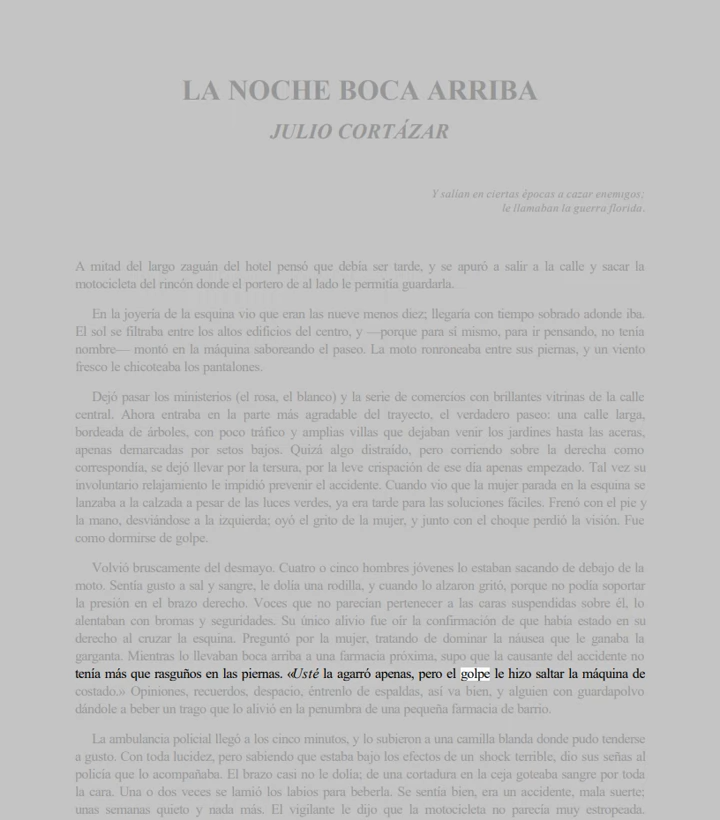 LA NOCHE BOCA ARRIBA
JULIO CORTÁZAR
Y salían en ciertas épocas a cazar enemigos;
le llamaban la guerra florida.
A mitad del largo zaguán del hotel pensó que debía ser tarde, y se apuró a salir a la calle y sacar la
motocicleta del rincón donde el portero de al lado le permitía guardarla.
En la joyería de la esquina vio que eran las nueve menos diez; llegaría con tiempo sobrado adonde iba.
El sol se filtraba entre los altos edificios del centro, y —porque para sí mismo, para ir pensando, no tenía
nombre— montó en la máquina saboreando el paseo. La moto ronroneaba entre sus piernas, y un viento
fresco le chicoteaba los pantalones.
Dejó pasar los ministerios (el rosa, el blanco) y la serie de comercios con brillantes vitrinas de la calle
central. Ahora entraba en la parte más agradable del trayecto, el verdadero paseo: una calle larga,
bordeada de árboles, con poco tráfico y amplias villas que dejaban venir los jardines hasta las aceras,
apenas demarcadas por setos bajos. Quizá algo distraído, pero corriendo sobre la derecha como
correspondía, se dejó llevar por la tersura, por la leve crispación de ese día apenas empezado. Tal vez su
involuntario relajamiento le impidió prevenir el accidente. Cuando vio que la mujer parada en la esquina se
lanzaba a la calzada a pesar de las luces verdes, ya era tarde para las soluciones fáciles. Frenó con el pie y
la mano, desviándose a la izquierda; oyó el grito de la mujer, y junto con el choque perdió la visión. Fue
como dormirse de golpe.
Volvió bruscamente del desmayo. Cuatro o cinco hombres jóvenes lo estaban sacando de debajo de la
moto. Sentía gusto a sal y sangre, le dolía una rodilla, y cuando lo alzaron gritó, porque no podía soportar
la presión en el brazo derecho. Voces que no parecían pertenecer a las caras suspendidas sobre él, lo
alentaban con bromas y seguridades. Su único alivio fue oír la confirmación de que había estado en su
derecho al cruzar la esquina. Preguntó por la mujer, tratando de dominar la náusea que le ganaba la
garganta. Mientras lo llevaban boca arriba a una farmacia próxima, supo que la causante del accidente no
tenía más que rasguños en las piernas. «Usté la agarró apenas, pero el golpe le hizo saltar la máquina de
costado.» Opiniones, recuerdos, despacio, éntrenlo de espaldas, así va bien, y alguien con guardapolvo
dándole a beber un trago que lo alivió en la penumbra de una pequeña farmacia de barrio.
La ambulancia policial llegó a los cinco minutos, y lo subieron a una camilla blanda donde pudo tenderse
a gusto. Con toda lucidez, pero sabiendo que estaba bajo los efectos de un shock terrible, dio sus señas al
policía que lo acompañaba. El brazo casi no le dolía; de una cortadura en la ceja goteaba sangre por toda
la cara. Una o dos veces se lamió los labios para beberla. Se sentía bien, era un accidente, mala suerte;
unas semanas quieto y nada más. El vigilante le dijo que la motocicleta no parecía muy estropeada.